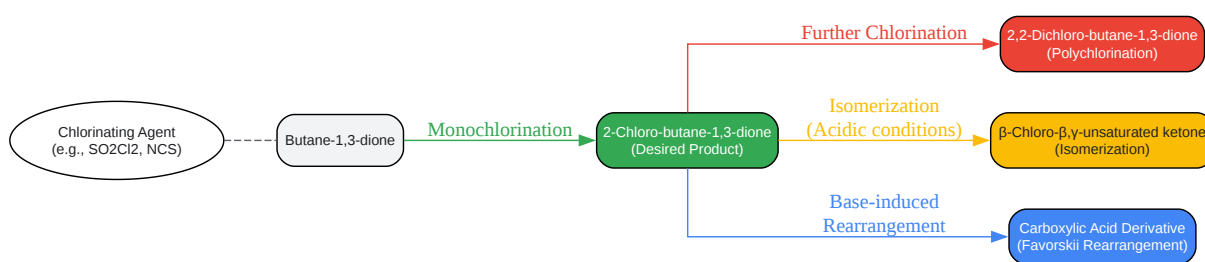 Chlorinating Agent
(e.g., SO2Cl2, NCS)
Butane-1,3-dione
Monochlorination
2-Chloro-butane-1,3-dione
(Desired Product)
Further Chlorination
2,2-Dichloro-butane-1,3-dione
(Polychlorination)
Isomerization
(Acidic conditions)
β-Chloro-β,γ-unsaturated ketone
(Isomerization)
Base-induced
Rearrangement
Carboxylic Acid Derivative
(Favorskii Rearrangement)